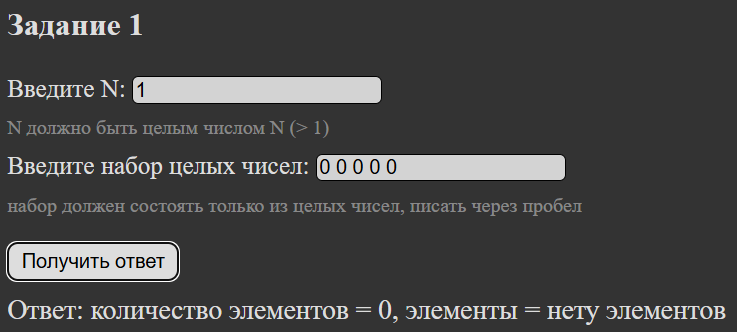 Задание 1
Введите N: 1
N должно быть целым числом N (> 1)
Введите набор целых чисел: 0 0 0 0 0
набор должен состоять только из целых чисел, писать через пробел
Получить ответ
Ответ: количество элементов = 0, элементы = нету элементов